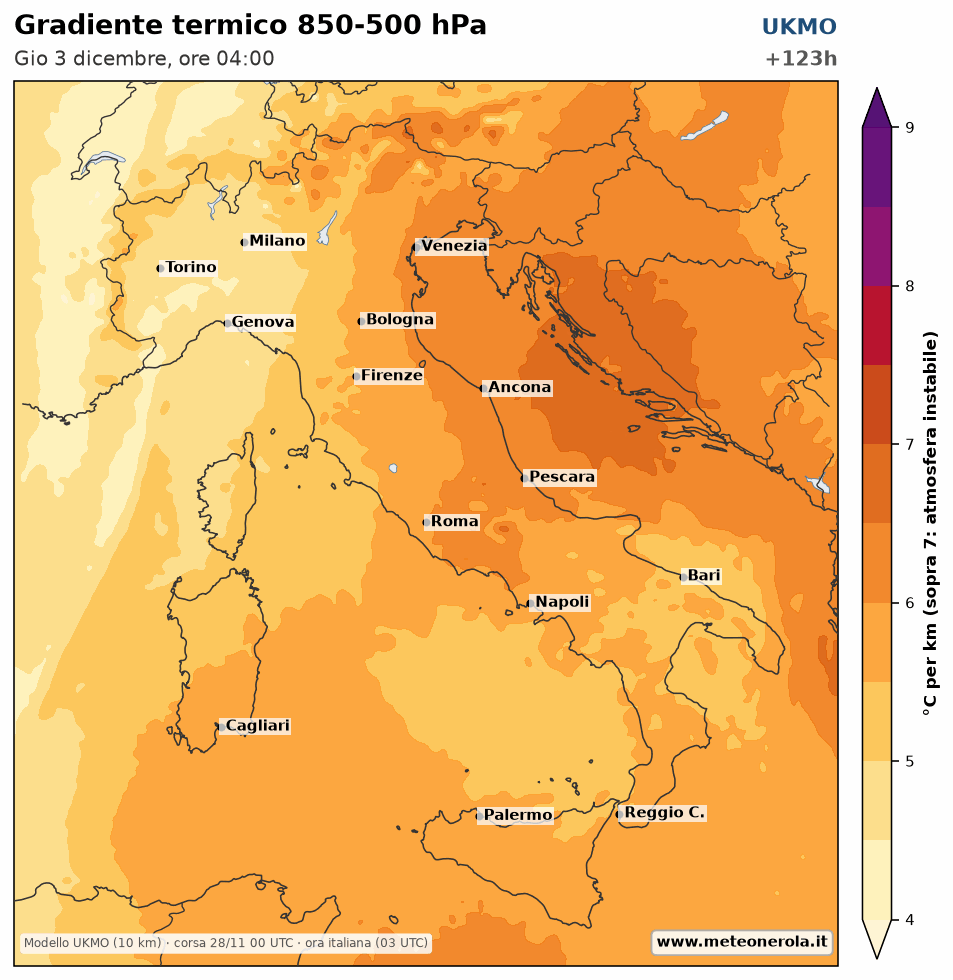 Gradiente termico 850-500 hPa
UKMO
Gio 3 dicembre, ore 04:00
+123h
Milano
Venezia
Torino
Genova
Bologna
Firenze
Ancona
Pescara
Roma
Bari
Napoli
Cagliari
Palermo
Reggio C.
9
8
7
6
5
4
°C per km (sopra 7: atmosfera instabile)
Modello UKMO (10 km) · corsa 28/11 00 UTC · ora italiana (03 UTC)
www.meteonerola.it